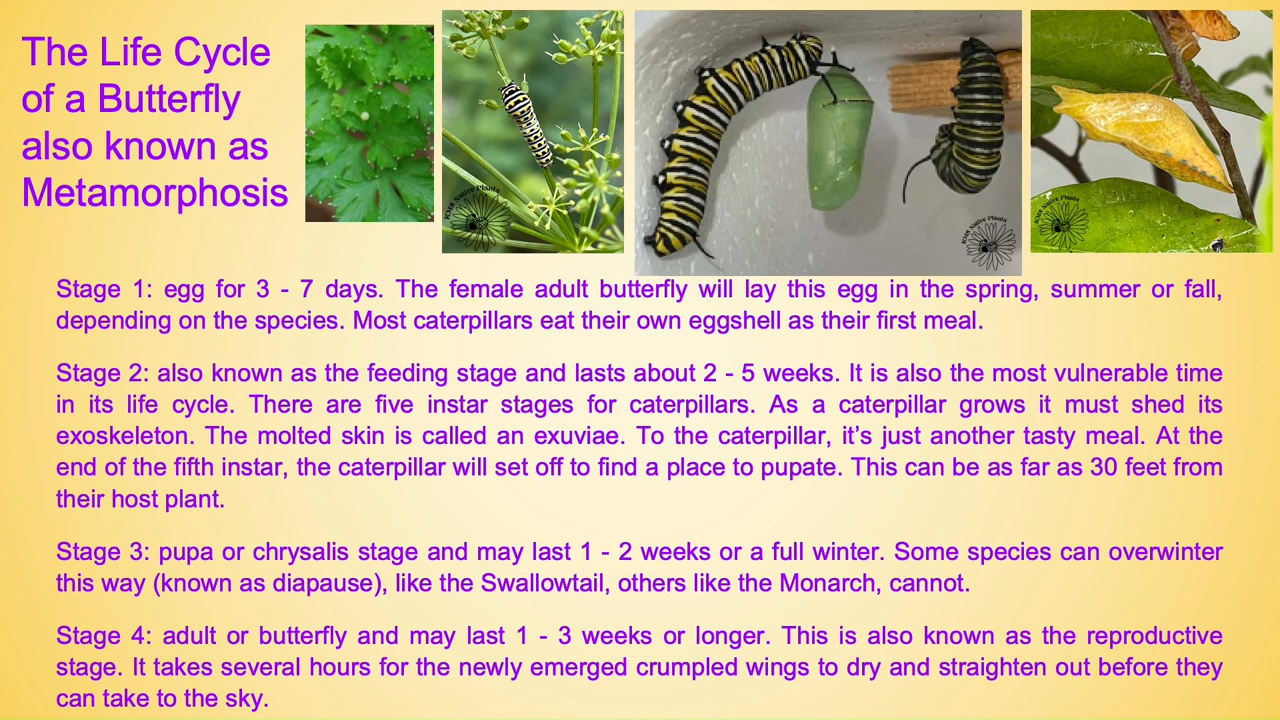 The Life Cycle
of a Butterfly
also known as
Metamorphosis
KMS Native Plants
KMS Native Plants
KMS Native Plants
Stage 1: egg for 3 - 7 days. The female adult butterfly will lay this egg in the spring, summer or fall,
depending on the species. Most caterpillars eat their own eggshell as their first meal.
Stage 2: also known as the feeding stage and lasts about 2 - 5 weeks. It is also the most vulnerable time
in its life cycle. There are five instar stages for caterpillars. As a caterpillar grows it must shed its
exoskeleton. The molted skin is called an exuviae. To the caterpillar, it’s just another tasty meal. At the
end of the fifth instar, the caterpillar will set off to find a place to pupate. This can be as far as 30 feet from
their host plant.
Stage 3: pupa or chrysalis stage and may last 1 - 2 weeks or a full winter. Some species can overwinter
this way (known as diapause), like the Swallowtail, others like the Monarch, cannot.
Stage 4: adult or butterfly and may last 1 - 3 weeks or longer. This is also known as the reproductive
stage. It takes several hours for the newly emerged crumpled wings to dry and straighten out before they
can take to the sky.